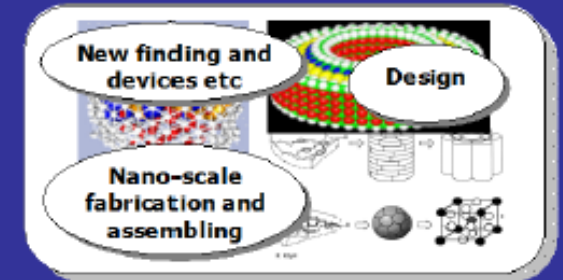 New finding and
devices etc
Design
Nano-scale
fabrication and
assembling